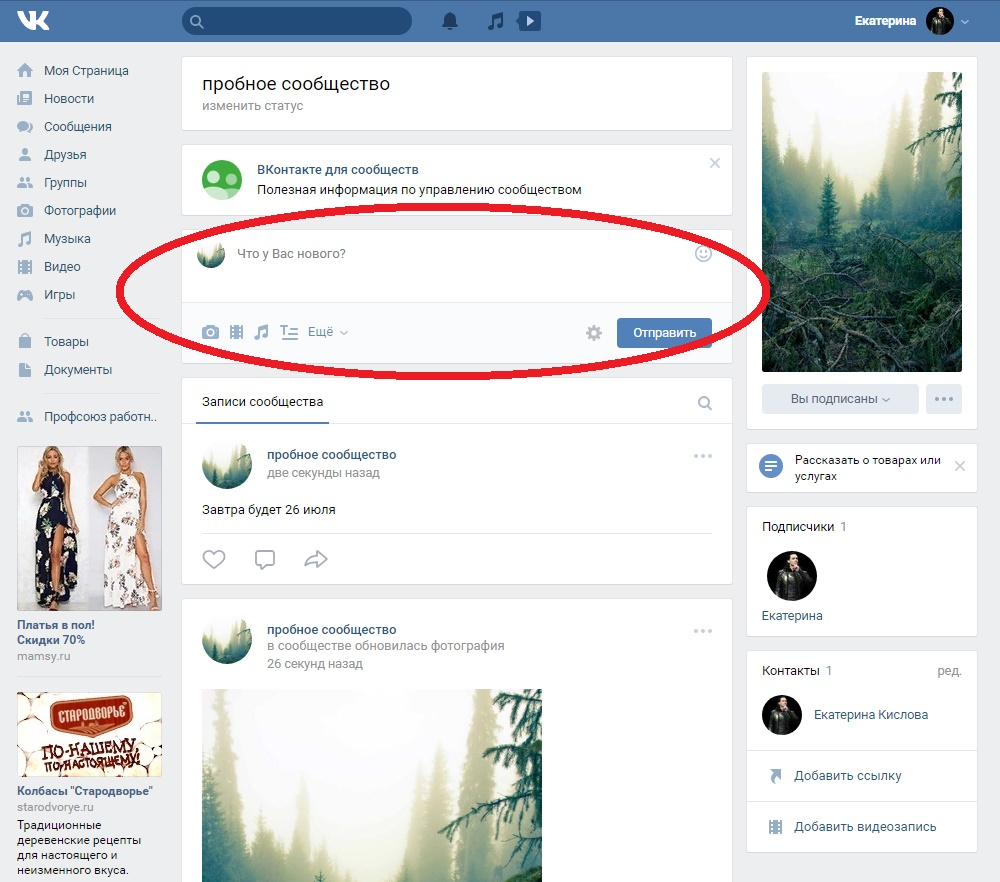 VK
Екатерина
Моя Страница
Новости
Сообщения
Друзья
Группы
Фотографии
Музыка
Видео
Игры
Товары
Документы
Профсоюз работн..
Платья в пол!
Скидки 70%
mamsy.ru
СТАРОДВОРЬЕ
ПО-НАШЕМУ,
ПО-НАСТОЯЩЕМУ!
Колбасы "Стародворье"
starodvorye.ru
Традиционные
деревенские рецепты
для настоящего и
неизменного вкуса.
пробное сообщество
изменить статус
ВКонтакте для сообществ
Полезная информация по управлению сообществом
Что у Вас нового?
Ещё
Отправить
Записи сообщества
пробное сообщество
две секунды назад
Завтра будет 26 июля
пробное сообщество
в сообществе обновилась фотография
26 секунд назад
Вы подписаны
Рассказать о товарах или
услугах
Подписчики 1
Екатерина
Контакты 1 ред.
Екатерина Кислова
Добавить ссылку
Добавить видеозапись